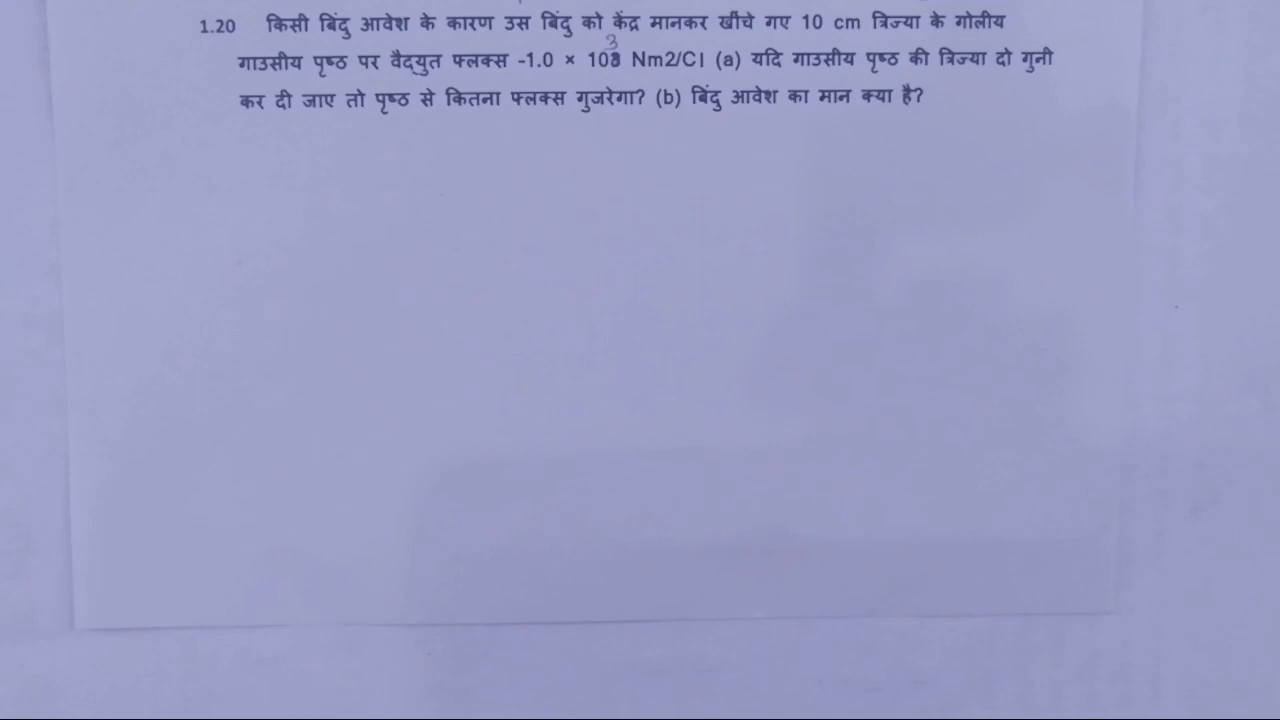 1.20 किसी बिंदु आवेश के कारण उस बिंदु को केंद्र मानकर खींचे गए 10 cm त्रिज्या के गोलीय
गाउसीय पृष्ठ पर वैद्युत फ्लक्स -1.0 × 103 Nm2/C। (a) यदि गाउसीय पृष्ठ की त्रिज्या दो गुनी
कर दी जाए तो पृष्ठ से कितना फ्लक्स गुजरेगा? (b) बिंदु आवेश का मान क्या है?